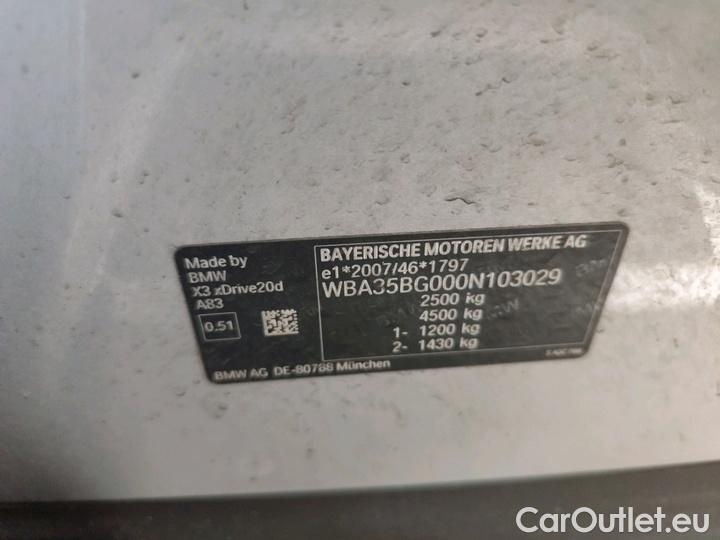 BAYERISCHE MOTOREN WERKE AG
e1*2007/46*1797
WBA35BG000N103029
2500 kg
4500 kg
1- 1200 kg
2- 1430 kg
Made by
BMW
X3 xDrive20d
A83
0.51
BMW AG DE-80788 München
CarOutlet.eu